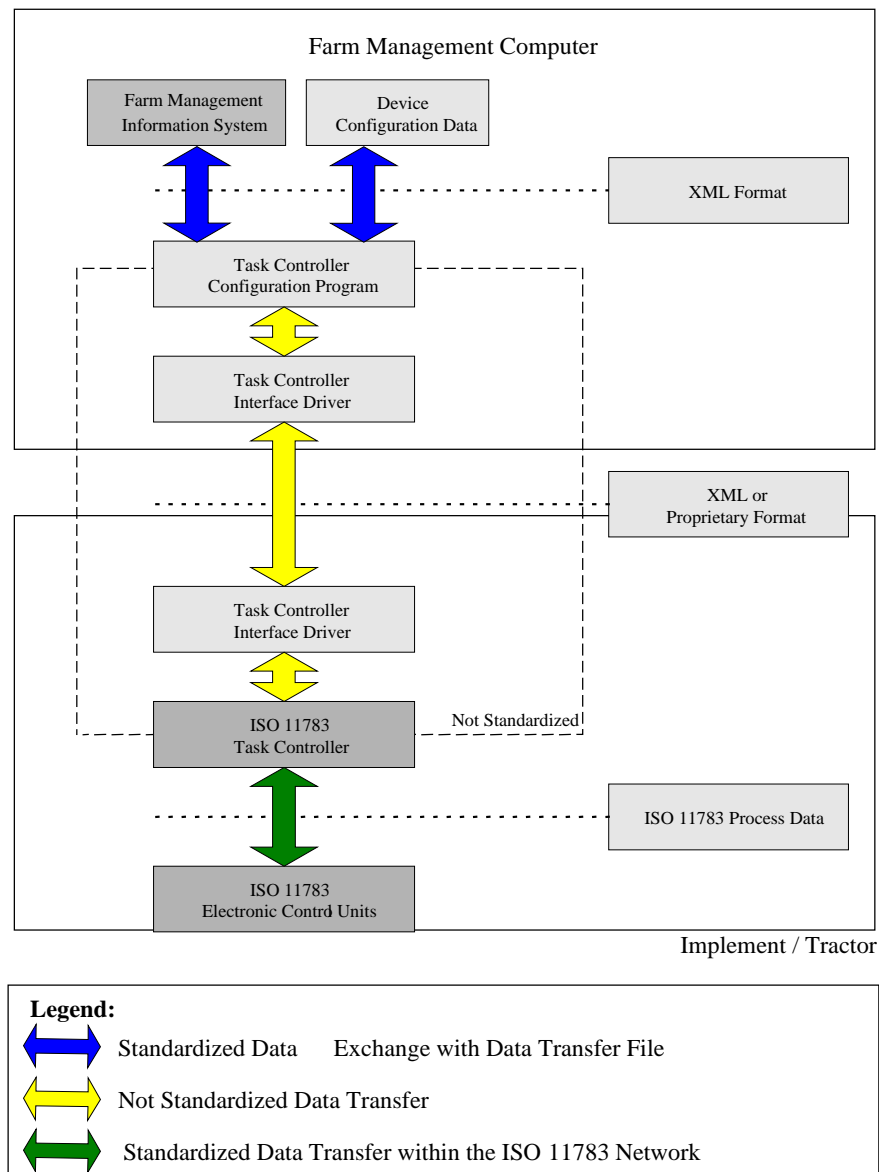 Farm Management Computer
Farm Management
Information System
Device
Configuration Data
XML Format
Task Controller
Configuration Program
Task Controller
Interface Driver
XML or
Proprietary Format
Task Controller
Interface Driver
Not Standardized
ISO 11783
Task Controller
ISO 11783 Process Data
ISO 11783
Electronic Control Units
Implement / Tractor
Legend:
Standardized Data Exchange with Data Transfer File
Not Standardized Data Transfer
Standardized Data Transfer within the ISO 11783 Network